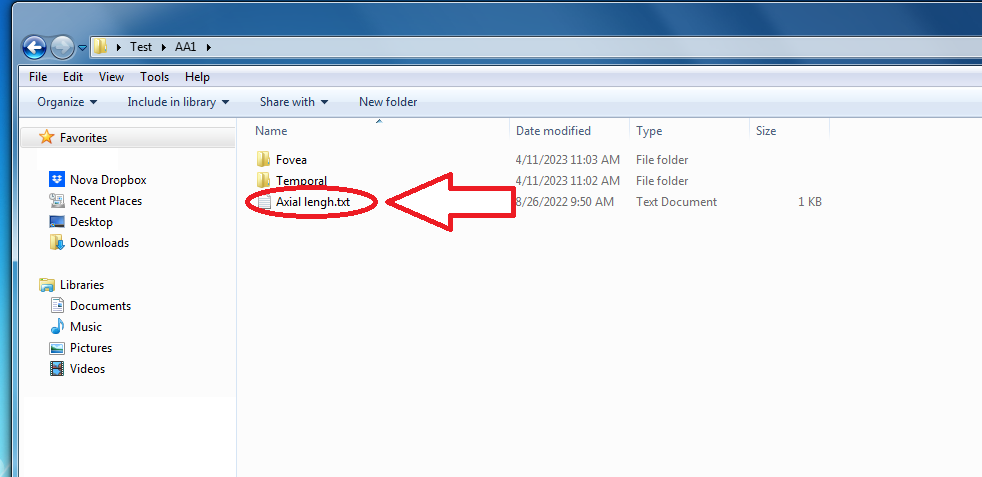 Test AA1
File Edit View Tools Help
Organize Include in library Share with New folder
Favorites
Nova Dropbox
Recent Places
Desktop
Downloads
Libraries
Documents
Music
Pictures
Videos
Name Date modified Type Size
Fovea 4/11/2023 11:03 AM File folder
Temporal 4/11/2023 11:02 AM File folder
Axial lengh.txt 8/26/2022 9:50 AM Text Document 1 KB